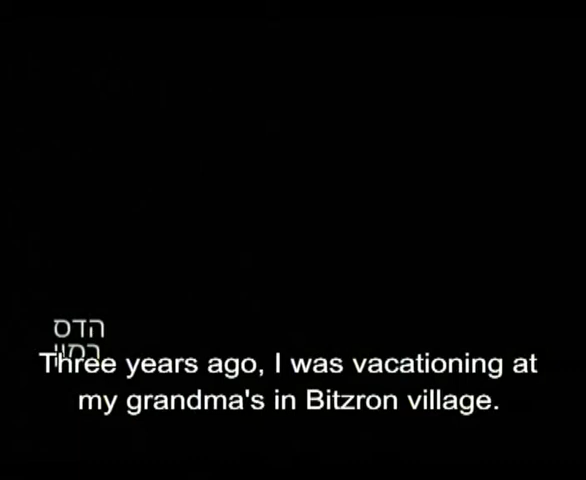 הדס
Three years ago, I was vacationing at
my grandma's in Bitzron village.